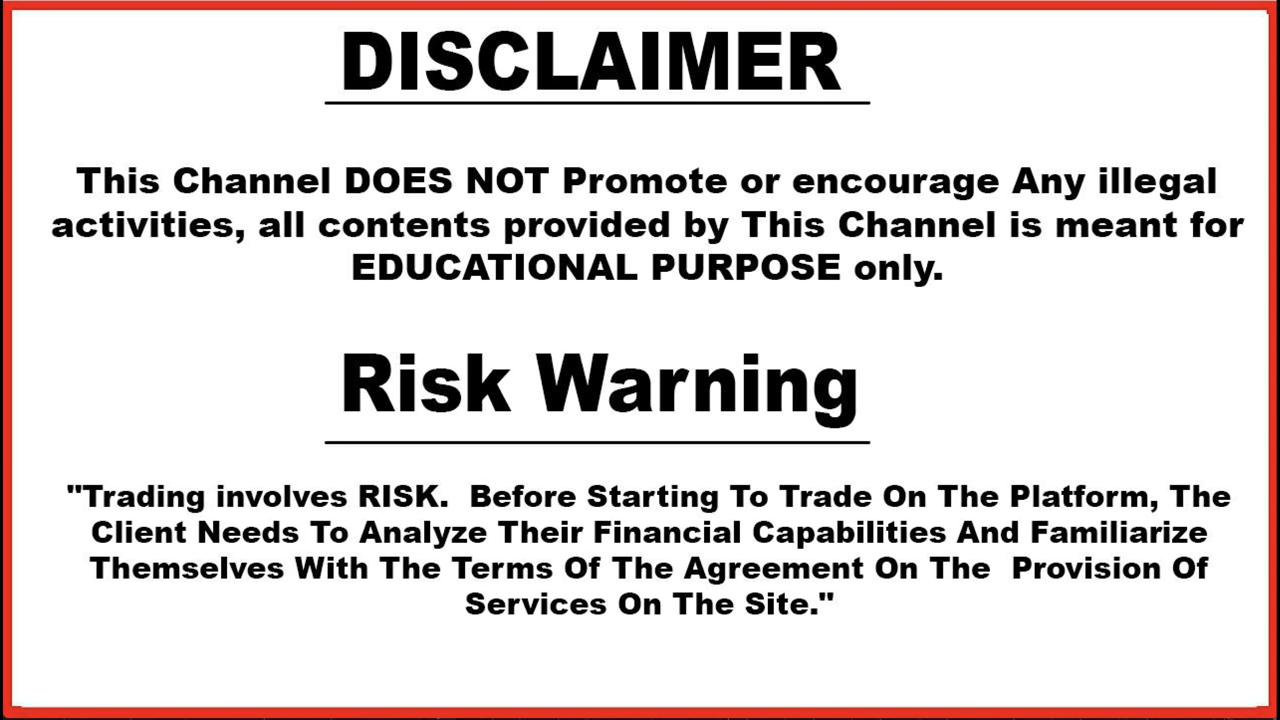 DISCLAIMER
This Channel DOES NOT Promote or encourage Any illegal
activities, all contents provided by This Channel is meant for
EDUCATIONAL PURPOSE only.
Risk Warning
"Trading involves RISK.  Before Starting To Trade On The Platform, The
Client Needs To Analyze Their Financial Capabilities And Familiarize
Themselves With The Terms Of The Agreement On The  Provision Of
Services On The Site."